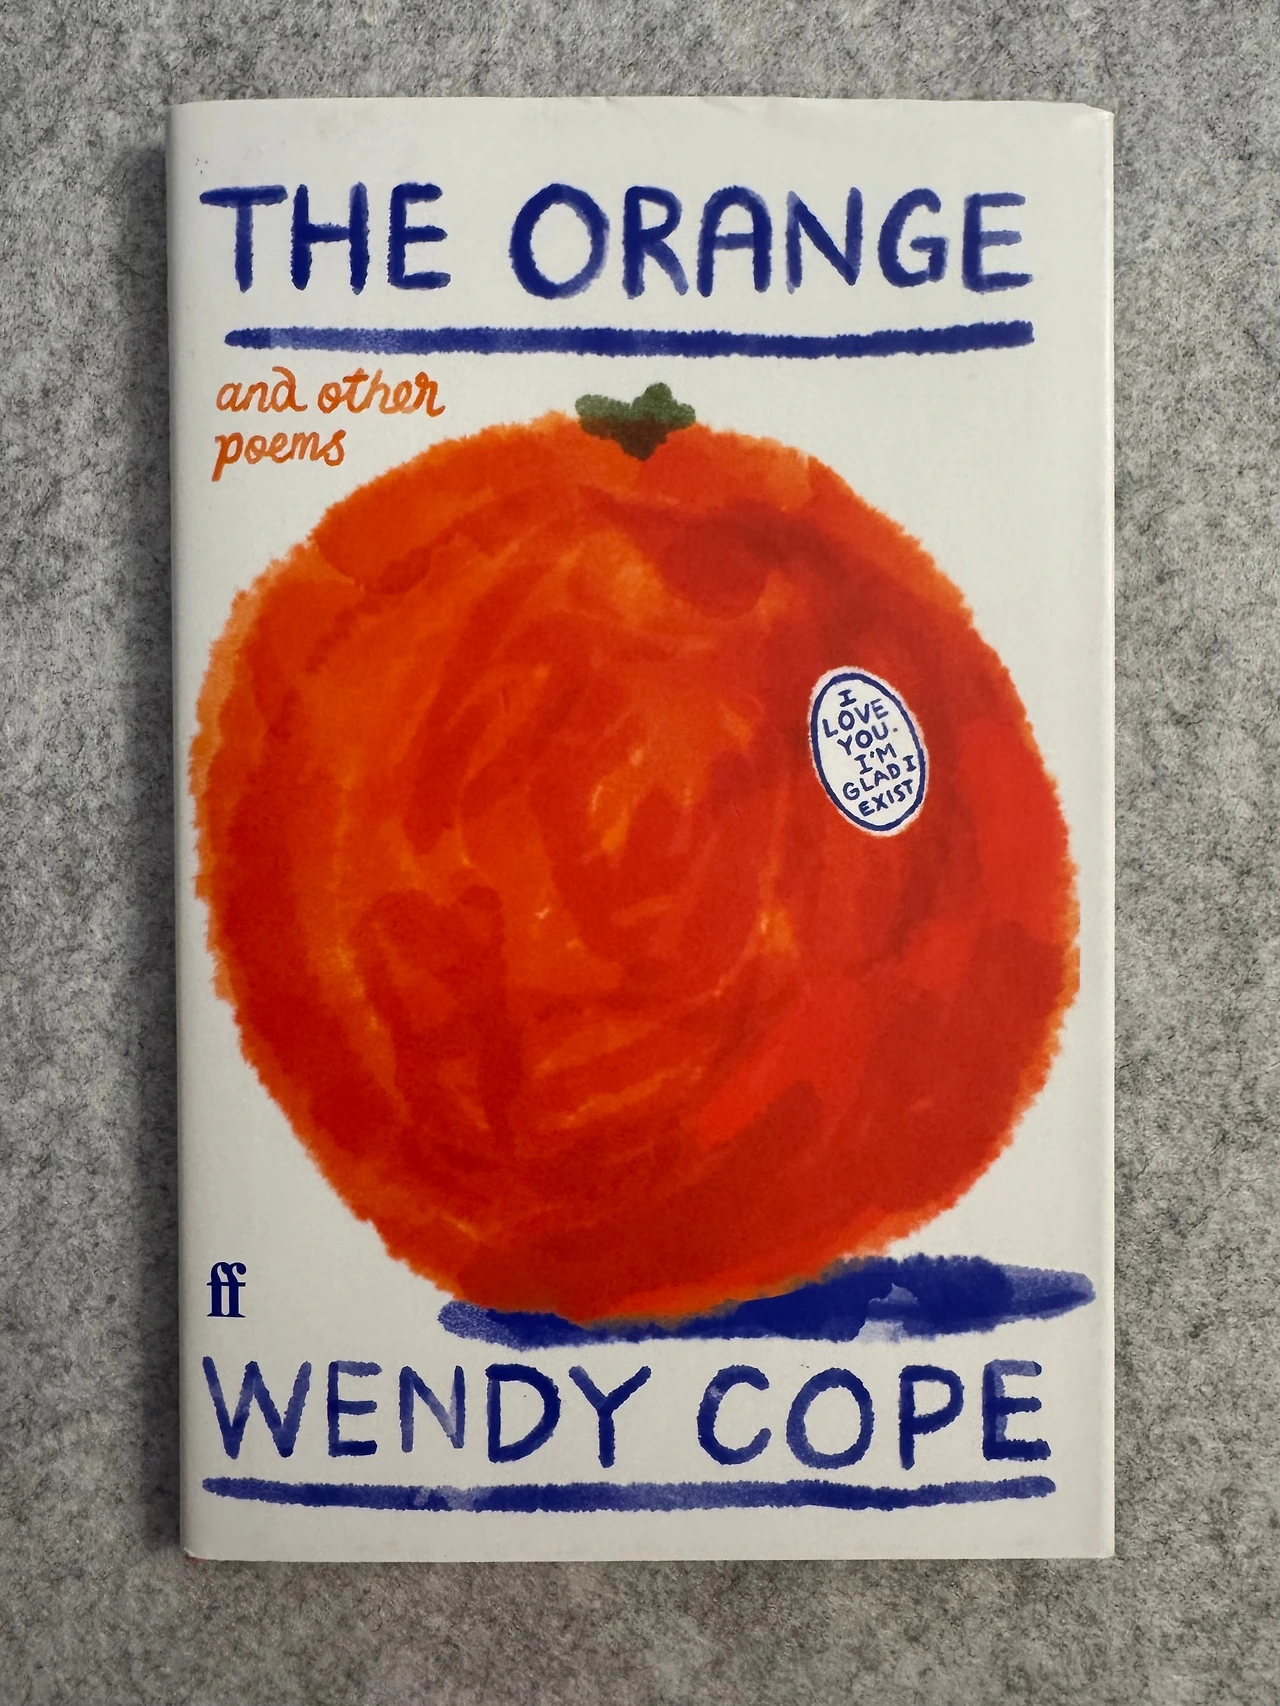 THE ORANGE
and other
poems
I
LOVE
YOU.
I'M
GLAD I
EXIST
ff
WENDY COPE